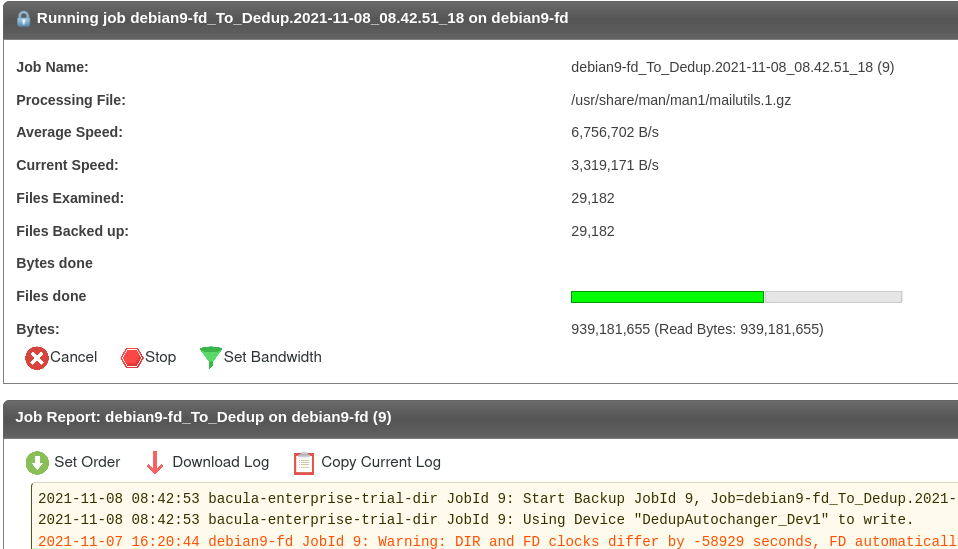 Running job debian9-fd_To_Dedup.2021-11-08_08.42.51_18 on debian9-fd
Job Name: debian9-fd_To_Dedup.2021-11-08_08.42.51_18 (9)
Processing File: /usr/share/man/man1/mailutils.1.gz
Average Speed: 6,756,702 B/s
Current Speed: 3,319,171 B/s
Files Examined: 29,182
Files Backed up: 29,182
Bytes done
Files done
Bytes: 939,181,655 (Read Bytes: 939,181,655)
Cancel Stop Set Bandwidth
Job Report: debian9-fd_To_Dedup on debian9-fd (9)
Set Order Download Log Copy Current Log
2021-11-08 08:42:53 bacula-enterprise-trial-dir JobId 9: Start Backup JobId 9, Job=debian9-fd_To_Dedup.2021-
2021-11-08 08:42:53 bacula-enterprise-trial-dir JobId 9: Using Device "DedupAutochanger_Dev1" to write.
2021-11-07 16:20:44 debian9-fd JobId 9: Warning: DIR and FD clocks differ by -58929 seconds, FD automaticall